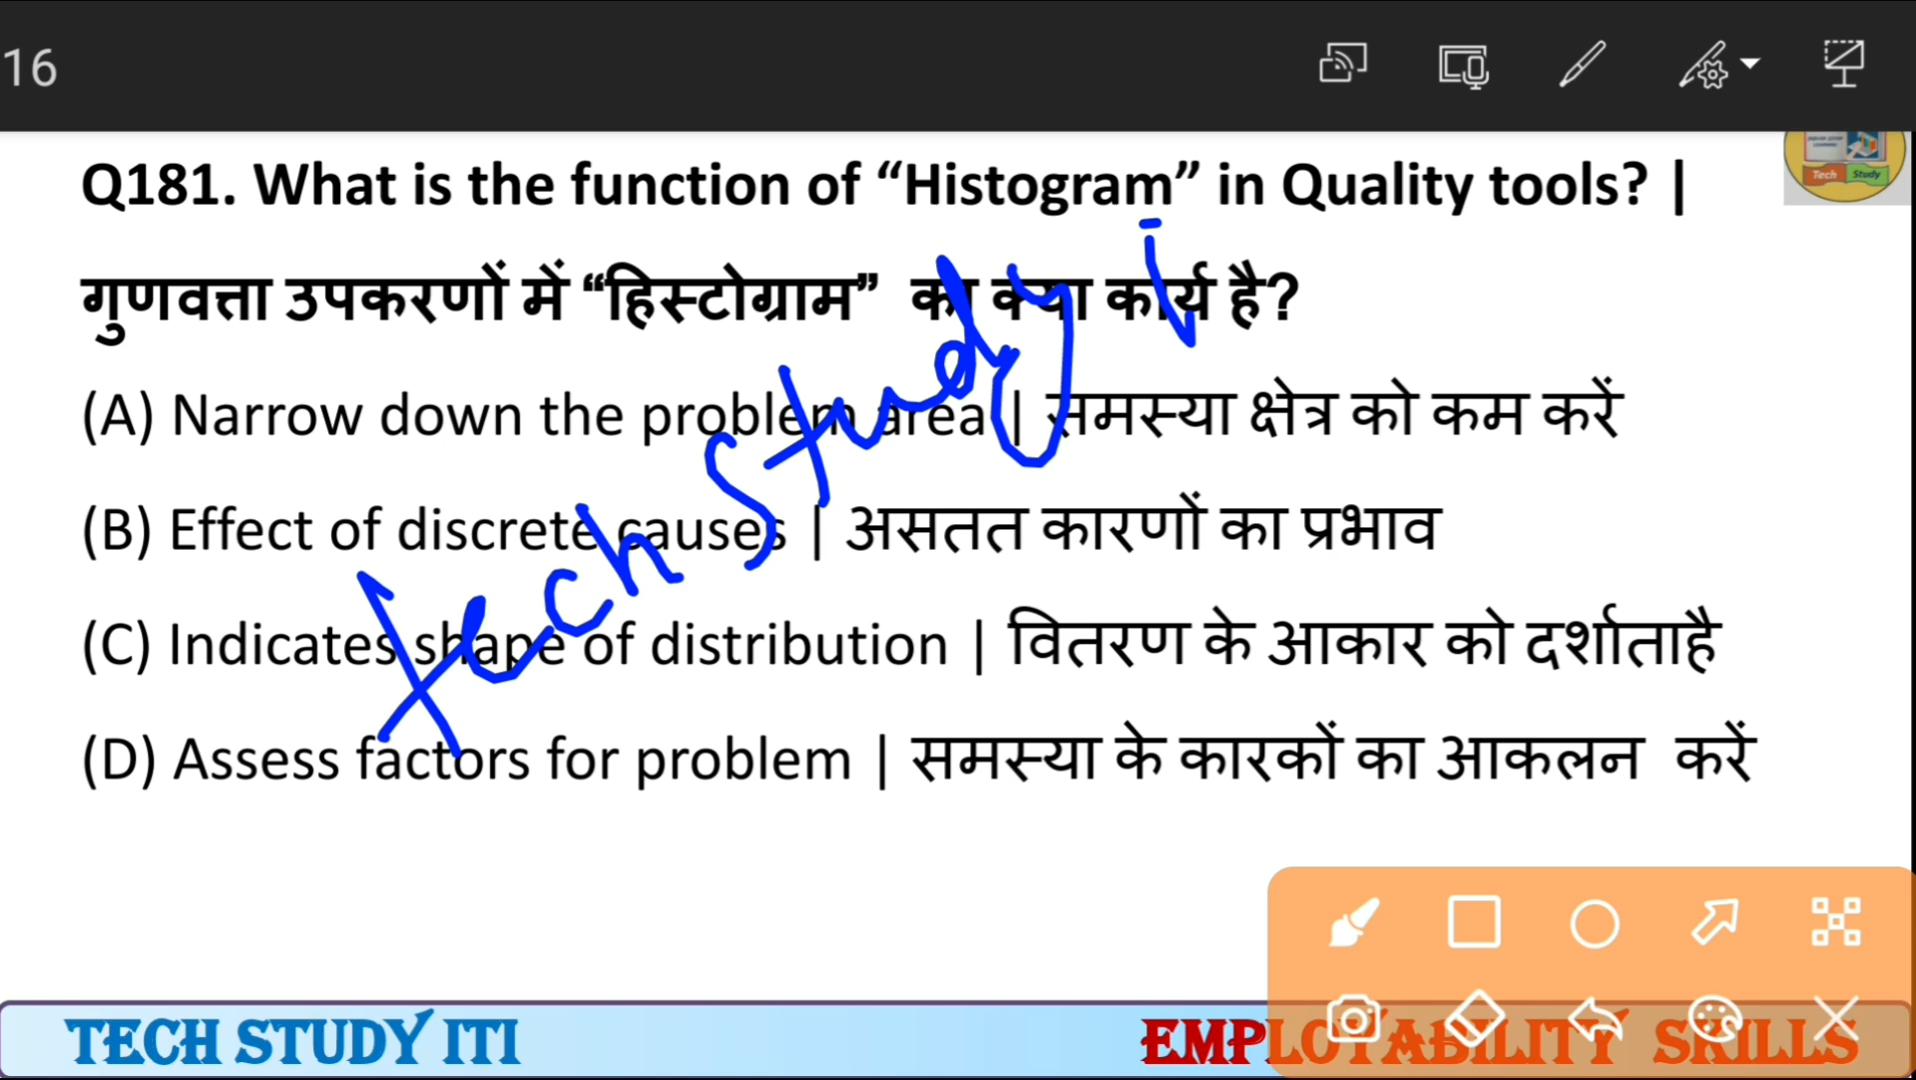 16
Q181. What is the function of “Histogram” in Quality tools? |
गुणवत्ता उपकरणों में “हिस्टोग्राम” का क्या कार्य है?
(A) Narrow down the problem area | समस्या क्षेत्र को कम करें
(B) Effect of discrete causes | असतत कारणों का प्रभाव
(C) Indicates shape of distribution | वितरण के आकार को दर्शाताहै
(D) Assess factors for problem | समस्या के कारकों का आकलन करें
Tech Study
Tech Study
TECH STUDY ITI
EMPLOYABILITY SKILLS